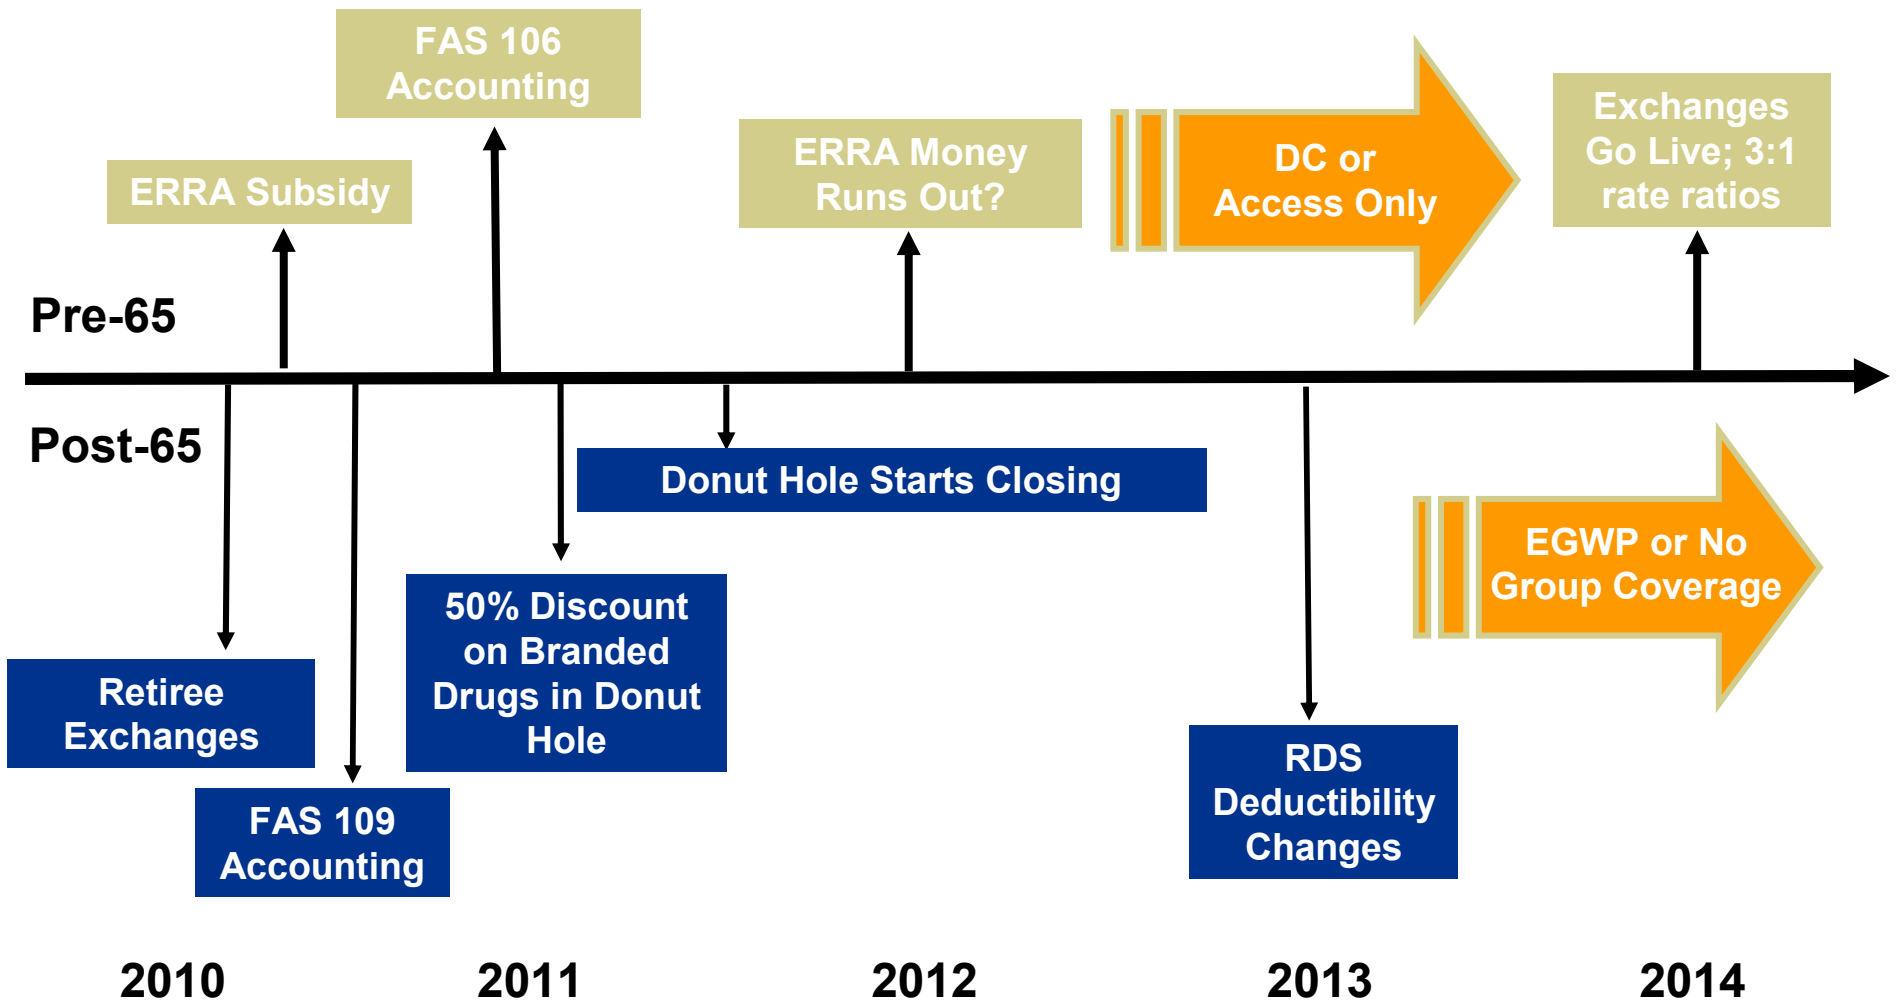 FAS 106
Accounting
ERRA Subsidy
ERRA Money
Runs Out?
DC or
Access Only
Exchanges
Go Live; 3:1
rate ratios
Pre-65
Post-65
Donut Hole Starts Closing
EGWP or No
Group Coverage
50% Discount
on Branded
Drugs in Donut
Hole
Retiree
Exchanges
FAS 109
Accounting
RDS
Deductibility
Changes
2010
2011
2012
2013
2014